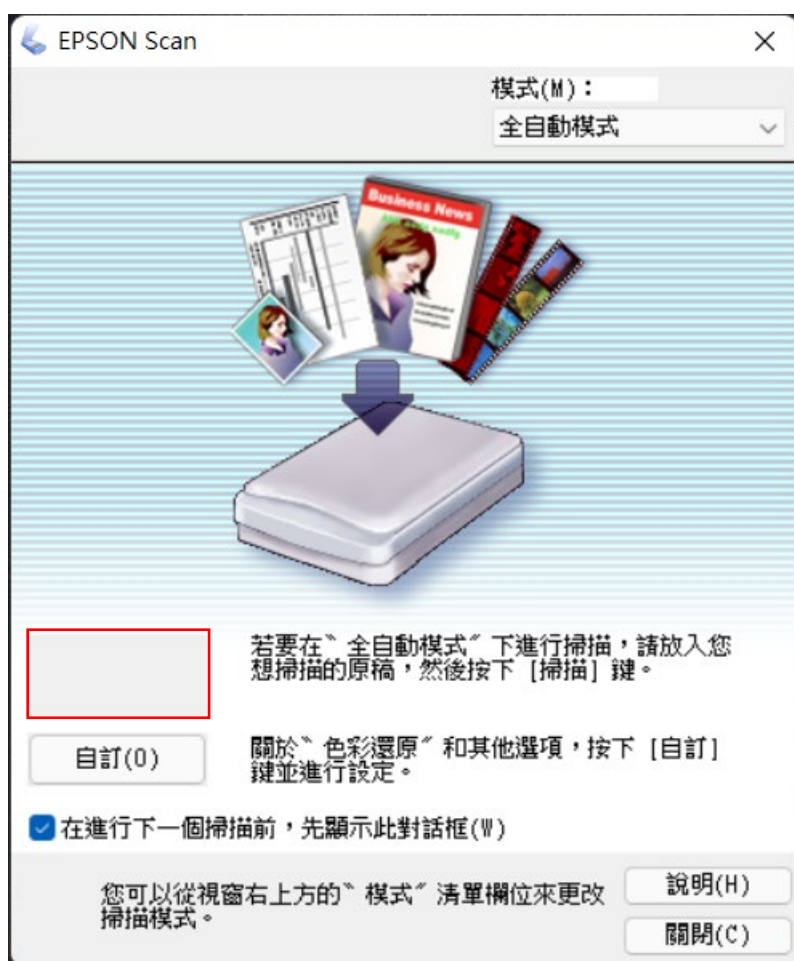 EPSON Scan
模式(M)：
全自動模式
Business News
若要在〝全自動模式〞下進行掃描，請放入您
想掃描的原稿，然後按下 [掃描] 鍵。
自訂(O)
關於〝色彩還原〞和其他選項，按下 [自訂]
鍵並進行設定。
在進行下一個掃描前，先顯示此對話框(W)
您可以從視窗右上方的〝模式〞清單欄位來更改
掃描模式。
說明(H)
關閉(C)